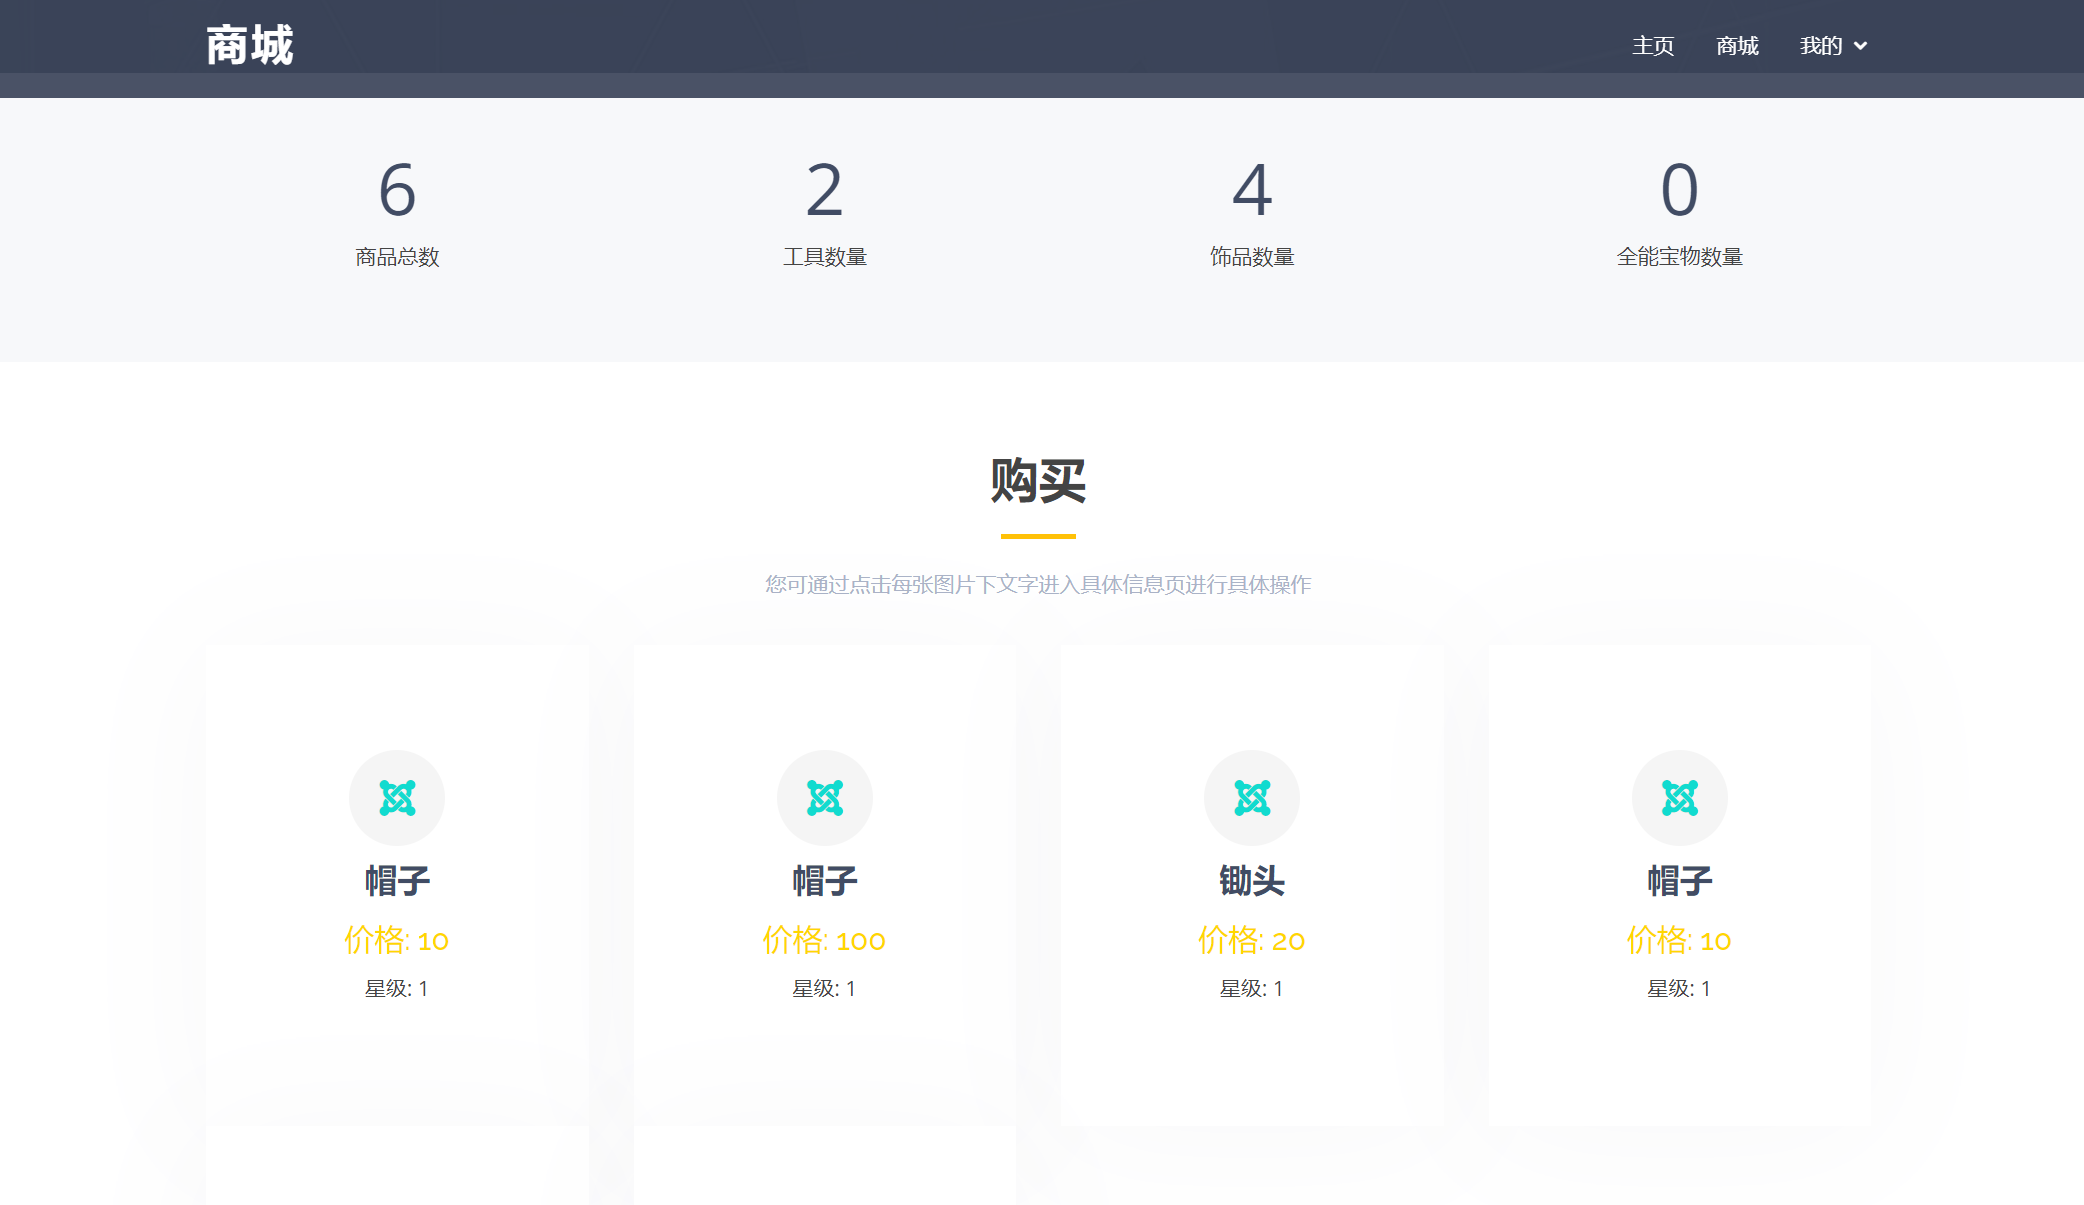 商城
主页 商城 我的
6 2 4 0
商品总数 工具数量 饰品数量 全能宝物数量
购买
您可通过点击每张图片下文字进入具体信息页进行具体操作
帽子 帽子 锄头 帽子
价格: 10 价格: 100 价格: 20 价格: 10
星级: 1 星级: 1 星级: 1 星级: 1